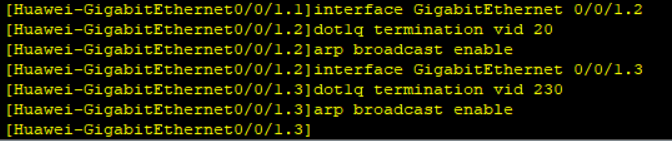 [Huawei-GigabitEthernet0/0/1.1]interface GigabitEthernet 0/0/1.2
[Huawei-GigabitEthernet0/0/1.2]dot1q termination vid 20
[Huawei-GigabitEthernet0/0/1.2]arp broadcast enable
[Huawei-GigabitEthernet0/0/1.2]interface GigabitEthernet 0/0/1.3
[Huawei-GigabitEthernet0/0/1.3]dot1q termination vid 230
[Huawei-GigabitEthernet0/0/1.3]arp broadcast enable
[Huawei-GigabitEthernet0/0/1.3]